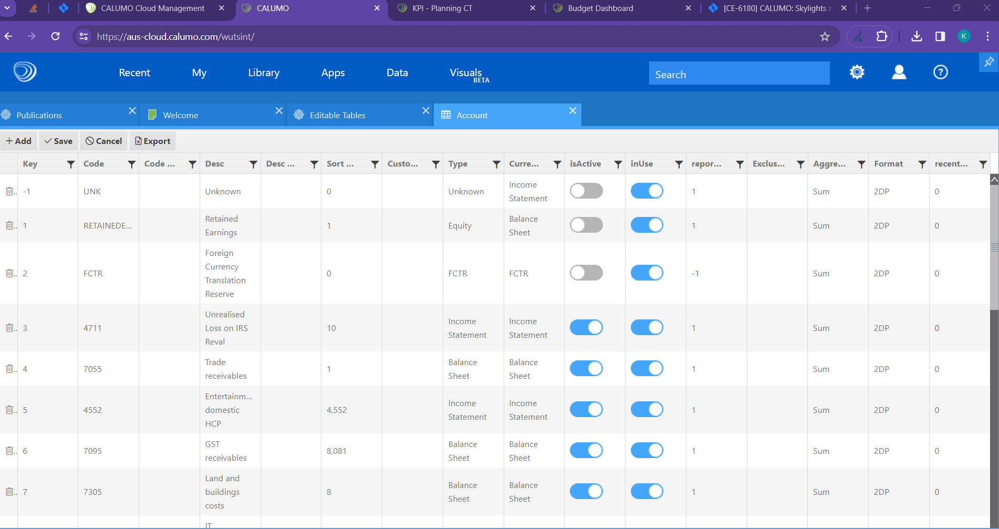 CALUMO Cloud Management
CALUMO
KPI - Planning CT
Budget Dashboard
[CE-6180] CALUMO: Skylights
https://aus-cloud.calumo.com/wutsint/
K
Recent
My
Library
Apps
Data
Visuals
BETA
Search
Publications
Welcome
Editable Tables
Account
Add
Save
Cancel
Export
Key Code Code ... Desc Desc ... Sort ... Custo... Type Curre... isActive inUse repor... Exclus... Aggre... Format recent...
-1 UNK Unknown 0 Unknown Income
Statement 1 Sum 2DP 0
1 RETAINEDE... Retained
Earnings 1 Equity Balance
Sheet 1 Sum 2DP 0
2 FCTR Foreign
Currency
Translation
Reserve 0 FCTR FCTR -1 Sum 2DP 0
3 4711 Unrealised
Loss on IRS
Reval 10 Income
Statement Income
Statement 1 Sum 2DP 0
4 7055 Trade
receivables 1 Balance
Sheet Balance
Sheet 1 Sum 2DP 0
5 4552 Entertainm...
domestic
HCP 4,552 Income
Statement Income
Statement 1 Sum 2DP 0
6 7095 GST
receivables 8,081 Balance
Sheet Balance
Sheet 1 Sum 2DP 0
7 7305 Land and
buildings
costs 8 Balance
Sheet Balance
Sheet 1 Sum 2DP 0
IT